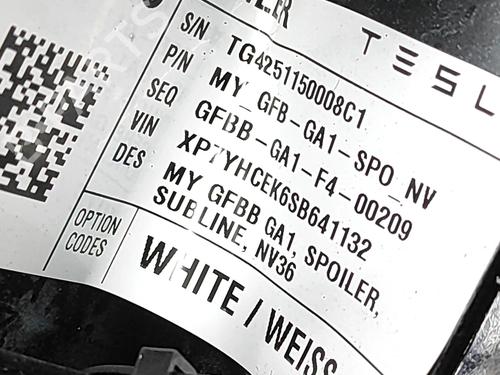 TESL
S/N TG4251150008C1
P/N MY_GFB-GA1-SPO_NV
SEQ GFBB-GA1-F4-00209
VIN XP7YHCEK6SB641132
DES MY GFBB GA1 SPOILER,
SUBLINE, NV36
OPTION
CODES
WHITE / WEISS